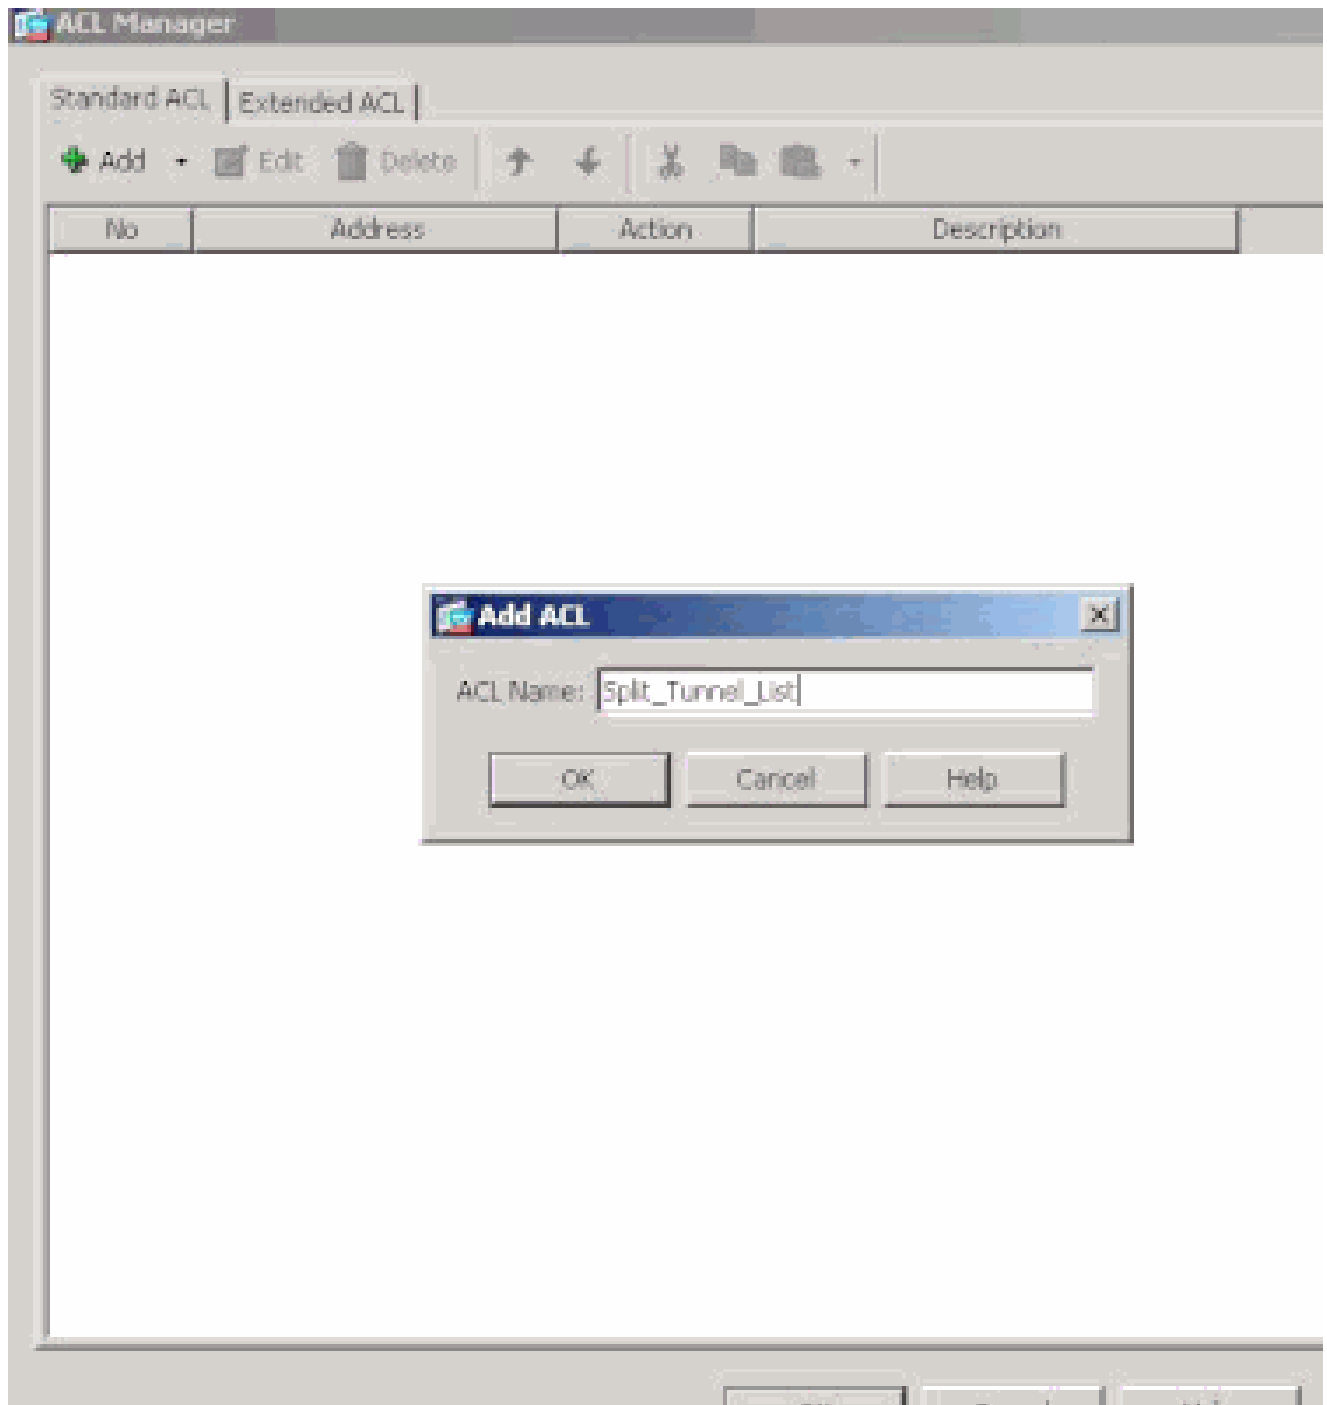 ACL Manager
Standard ACL Extended ACL
Add Edit Delete
No Address Action Description
Add ACL
ACL Name: Split_Tunnel_List
OK Cancel Help